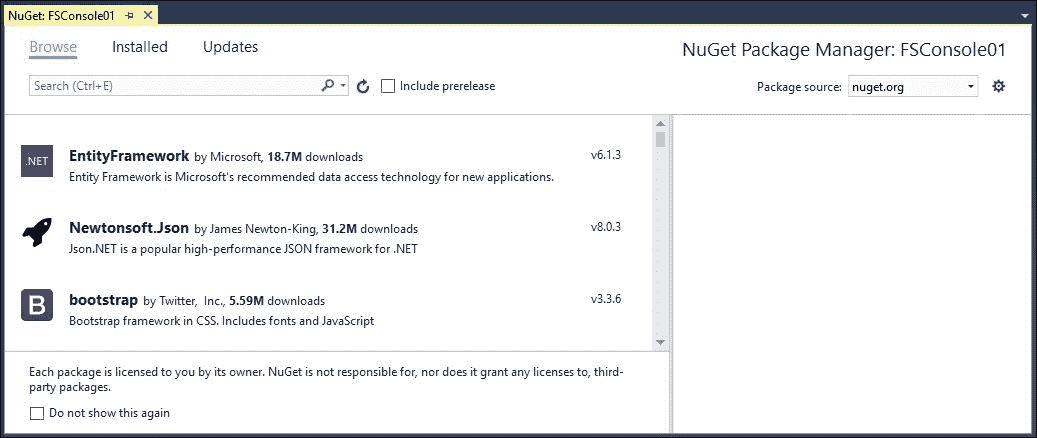 NuGet: FSConsole01
Browse Installed Updates
NuGet Package Manager: FSConsole01
Search (Ctrl+E)
Include prerelease
Package source: nuget.org
.NET
EntityFramework by Microsoft, 18.7M downloads
v6.1.3
Entity Framework is Microsoft's recommended data access technology for new applications.
Newtonsoft.Json by James Newton-King, 31.2M downloads
v8.0.3
Json.NET is a popular high-performance JSON framework for .NET
B
bootstrap by Twitter, Inc., 5.59M downloads
v3.3.6
Bootstrap framework in CSS. Includes fonts and JavaScript
Each package is licensed to you by its owner. NuGet is not responsible for, nor does it grant any licenses to, third-
party packages.
Do not show this again